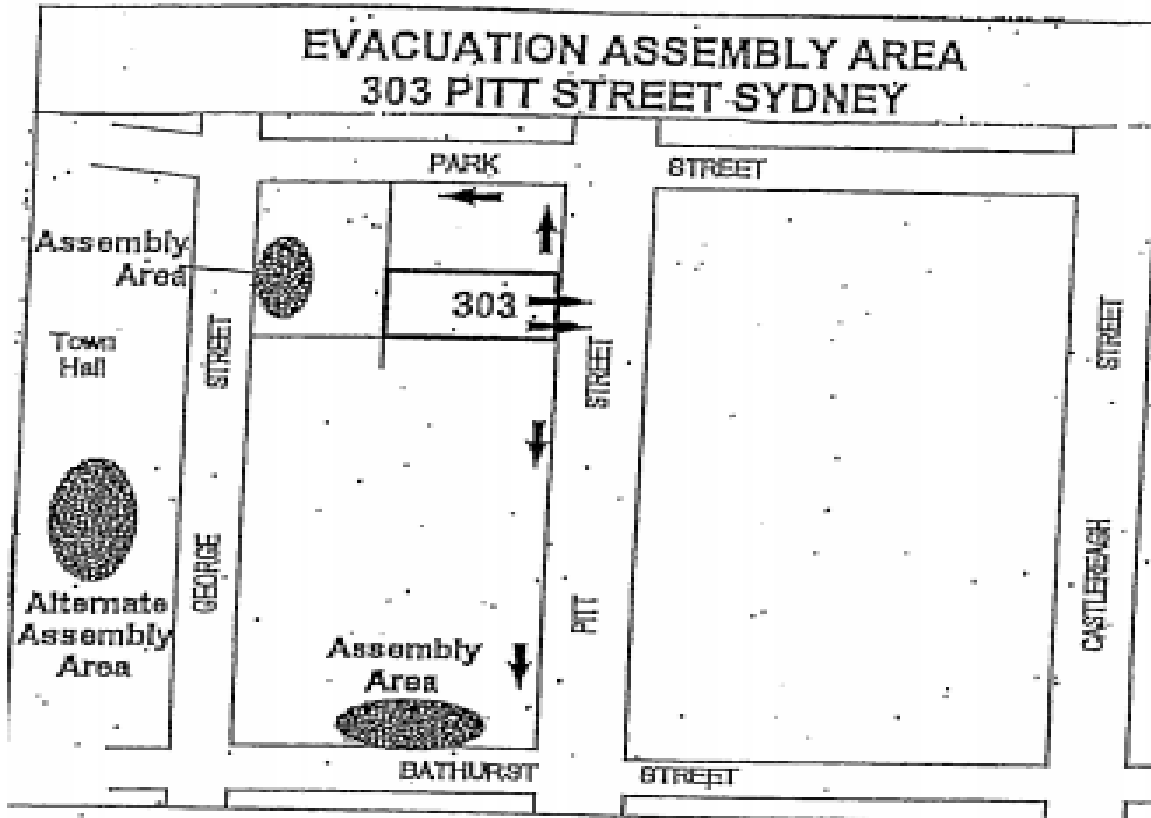 EVACUATION ASSEMBLY AREA
303 PITT STREET SYDNEY
PARK
STREET
Assembly
Area
303
Town
Hall
STREET
STREET
STREET
GEORGE
PITT
CASTLEREAGH
Alternate
Assembly
Area
Assembly
Area
BATHURST
STREET